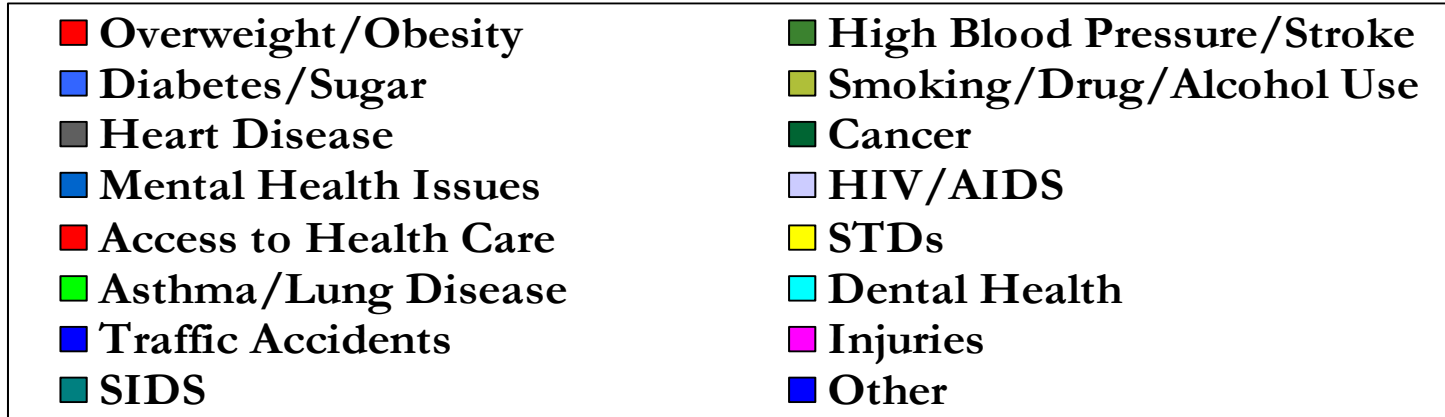 Overweight/Obesity
High Blood Pressure/Stroke
Diabetes/Sugar
Smoking/Drug/Alcohol Use
Heart Disease
Cancer
Mental Health Issues
HIV/AIDS
Access to Health Care
STDs
Asthma/Lung Disease
Dental Health
Traffic Accidents
Injuries
SIDS
Other